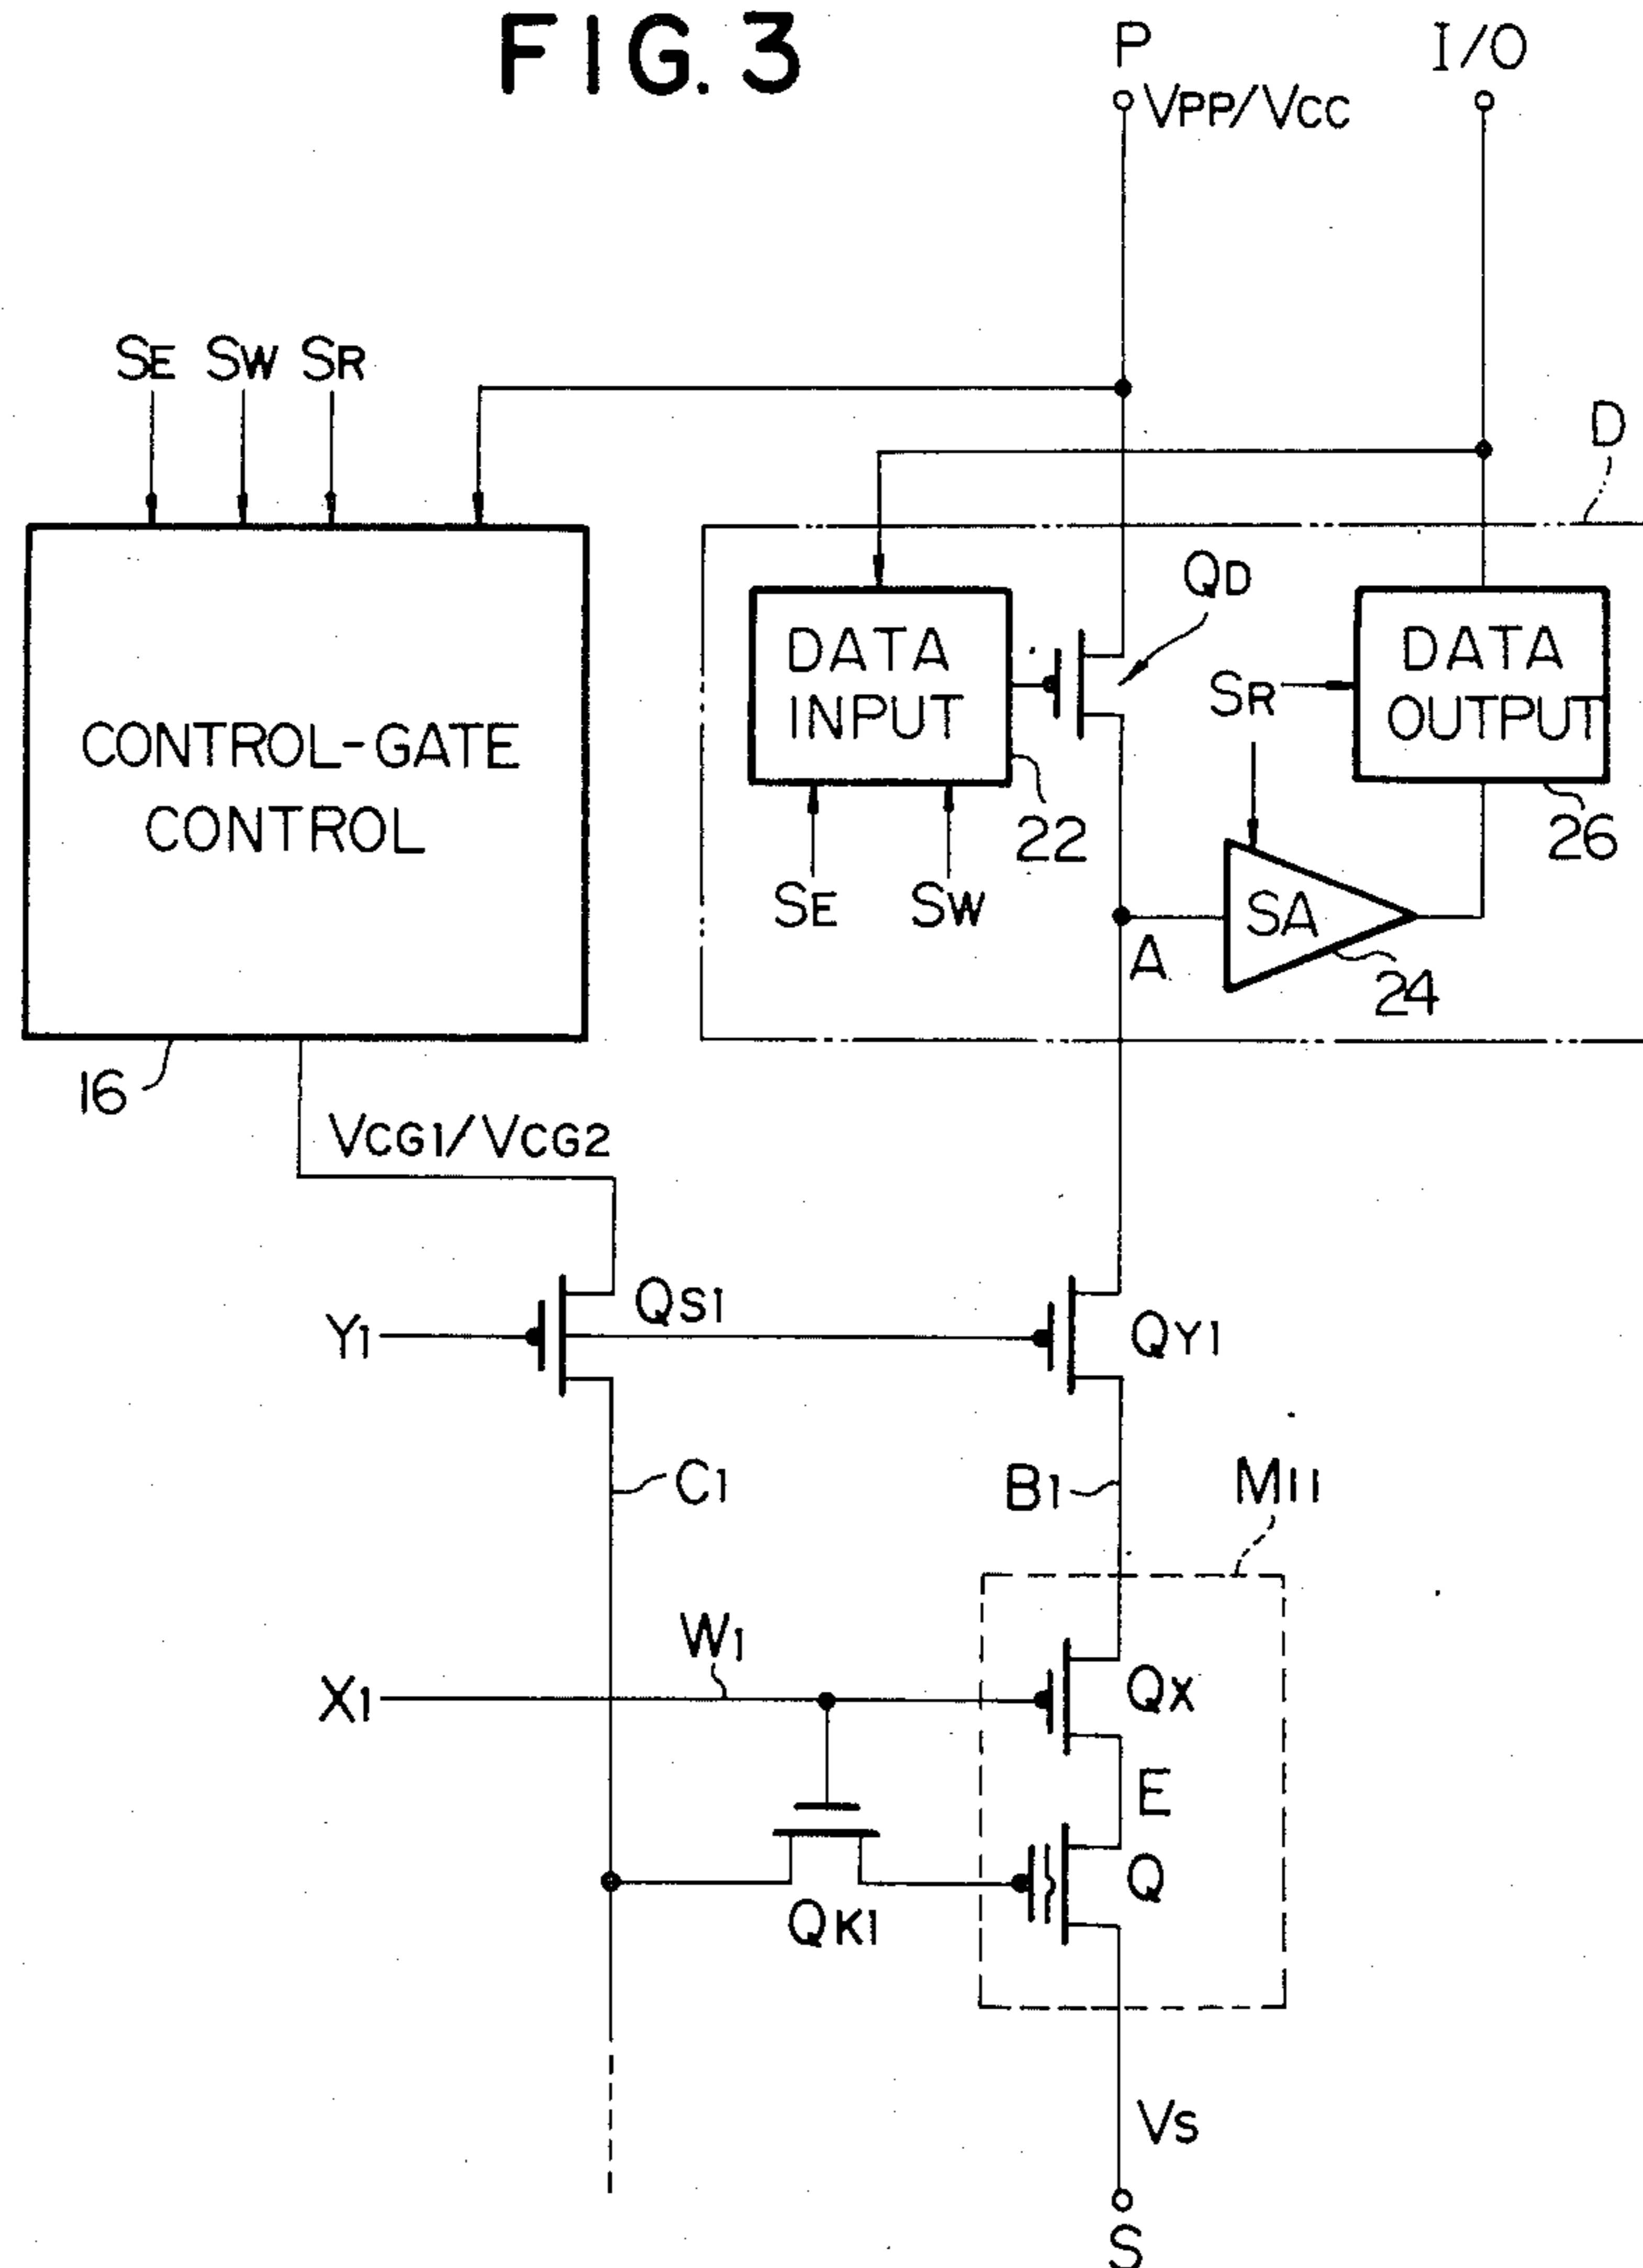 FIG. 3
P
I/O
VPP/VCC
SE SW SR
D
QD
DATA
INPUT
DATA
OUTPUT
SR
CONTROL-GATE
CONTROL
22
26
SE SW
SA
A
24
16
VCG1/VCG2
QS1
Y1
QY1
C1
B1
M11
W1
X1
QX
E
Q
QK1
VS
S